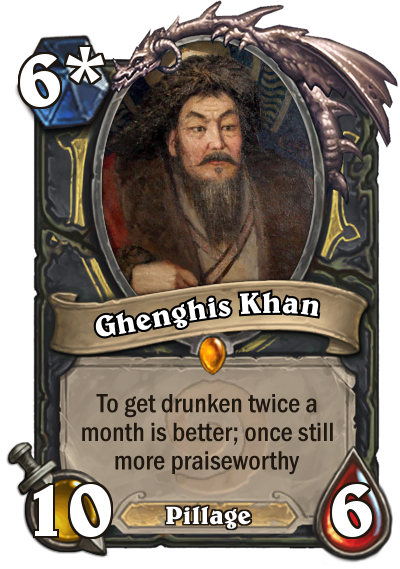 6*
Ghenghis Khan
To get drunken twice a
month is better; once still
more praiseworthy
10
Pillage
6